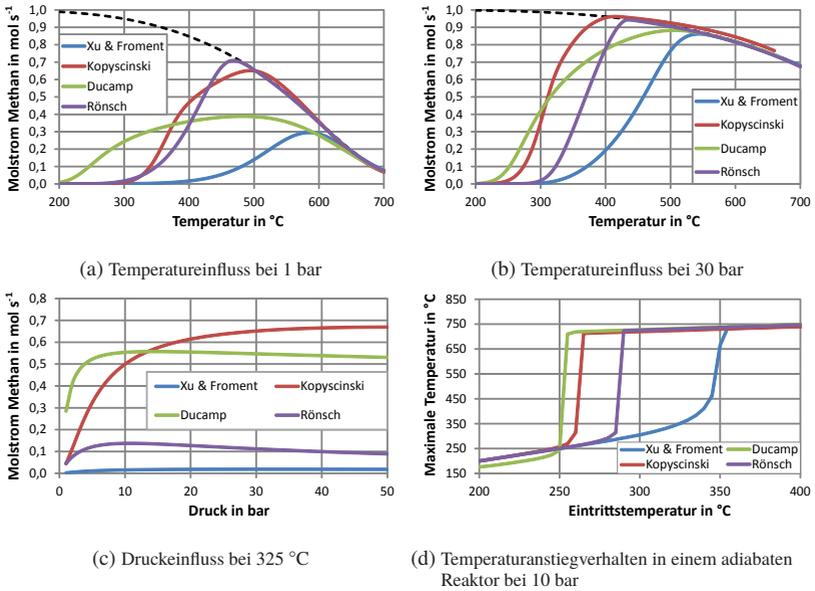 Molstrom Methan in mol s⁻¹
1,0
0,9
0,8
0,7
0,6
0,5
0,4
0,3
0,2
0,1
0,0
Xu & Froment
Kopyscinski
Ducamp
Rönsch
200 300 400 500 600 700
Temperatur in °C
(a) Temperatureinfluss bei 1 bar
Molstrom Methan in mol s⁻¹
1,0
0,9
0,8
0,7
0,6
0,5
0,4
0,3
0,2
0,1
0,0
Xu & Froment
Kopyscinski
Ducamp
Rönsch
200 300 400 500 600 700
Temperatur in °C
(b) Temperatureinfluss bei 30 bar
Molstrom Methan in mol s⁻¹
0,8
0,7
0,6
0,5
0,4
0,3
0,2
0,1
0,0
Xu & Froment Kopyscinski
Ducamp Rönsch
0 10 20 30 40 50
Druck in bar
(c) Druckeinfluss bei 325 °C
Maximale Temperatur in °C
850
750
650
550
450
350
250
150
Xu & Froment Ducamp
Kopyscinski Rönsch
200 250 300 350 400
Eintrittstemperatur in °C
(d) Temperaturanstiegverhalten in einem adiabaten
Reaktor bei 10 bar